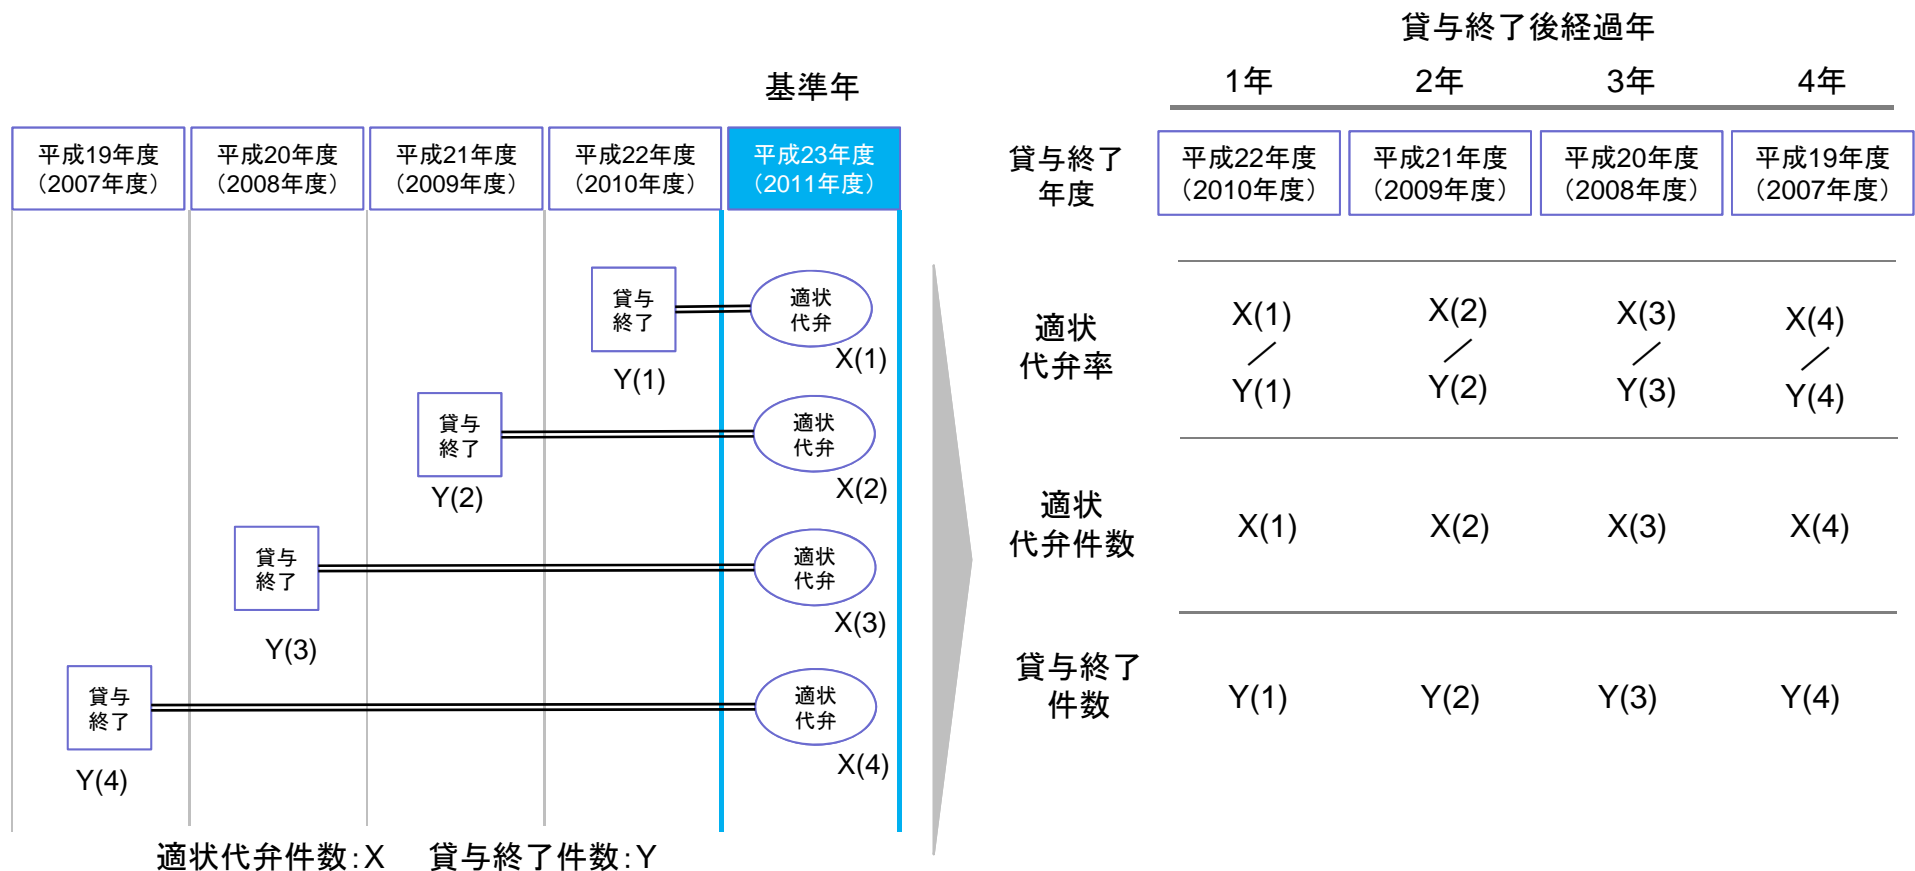 基準年
平成19年度
（2007年度）
平成20年度
（2008年度）
平成21年度
（2009年度）
平成22年度
（2010年度）
平成23年度
（2011年度）
貸与
終了
適状
代弁
X(1)
Y(1)
貸与
終了
適状
代弁
X(2)
Y(2)
貸与
終了
適状
代弁
X(3)
Y(3)
貸与
終了
適状
代弁
X(4)
Y(4)
適状代弁件数:X　貸与終了件数:Y
貸与終了後経過年
1年 2年 3年 4年
貸与終了
年度
平成22年度
（2010年度）
平成21年度
（2009年度）
平成20年度
（2008年度）
平成19年度
（2007年度）
適状
代弁率
X(1)
／
Y(1)
X(2)
／
Y(2)
X(3)
／
Y(3)
X(4)
／
Y(4)
適状
代弁件数
X(1) X(2) X(3) X(4)
貸与終了
件数
Y(1) Y(2) Y(3) Y(4)